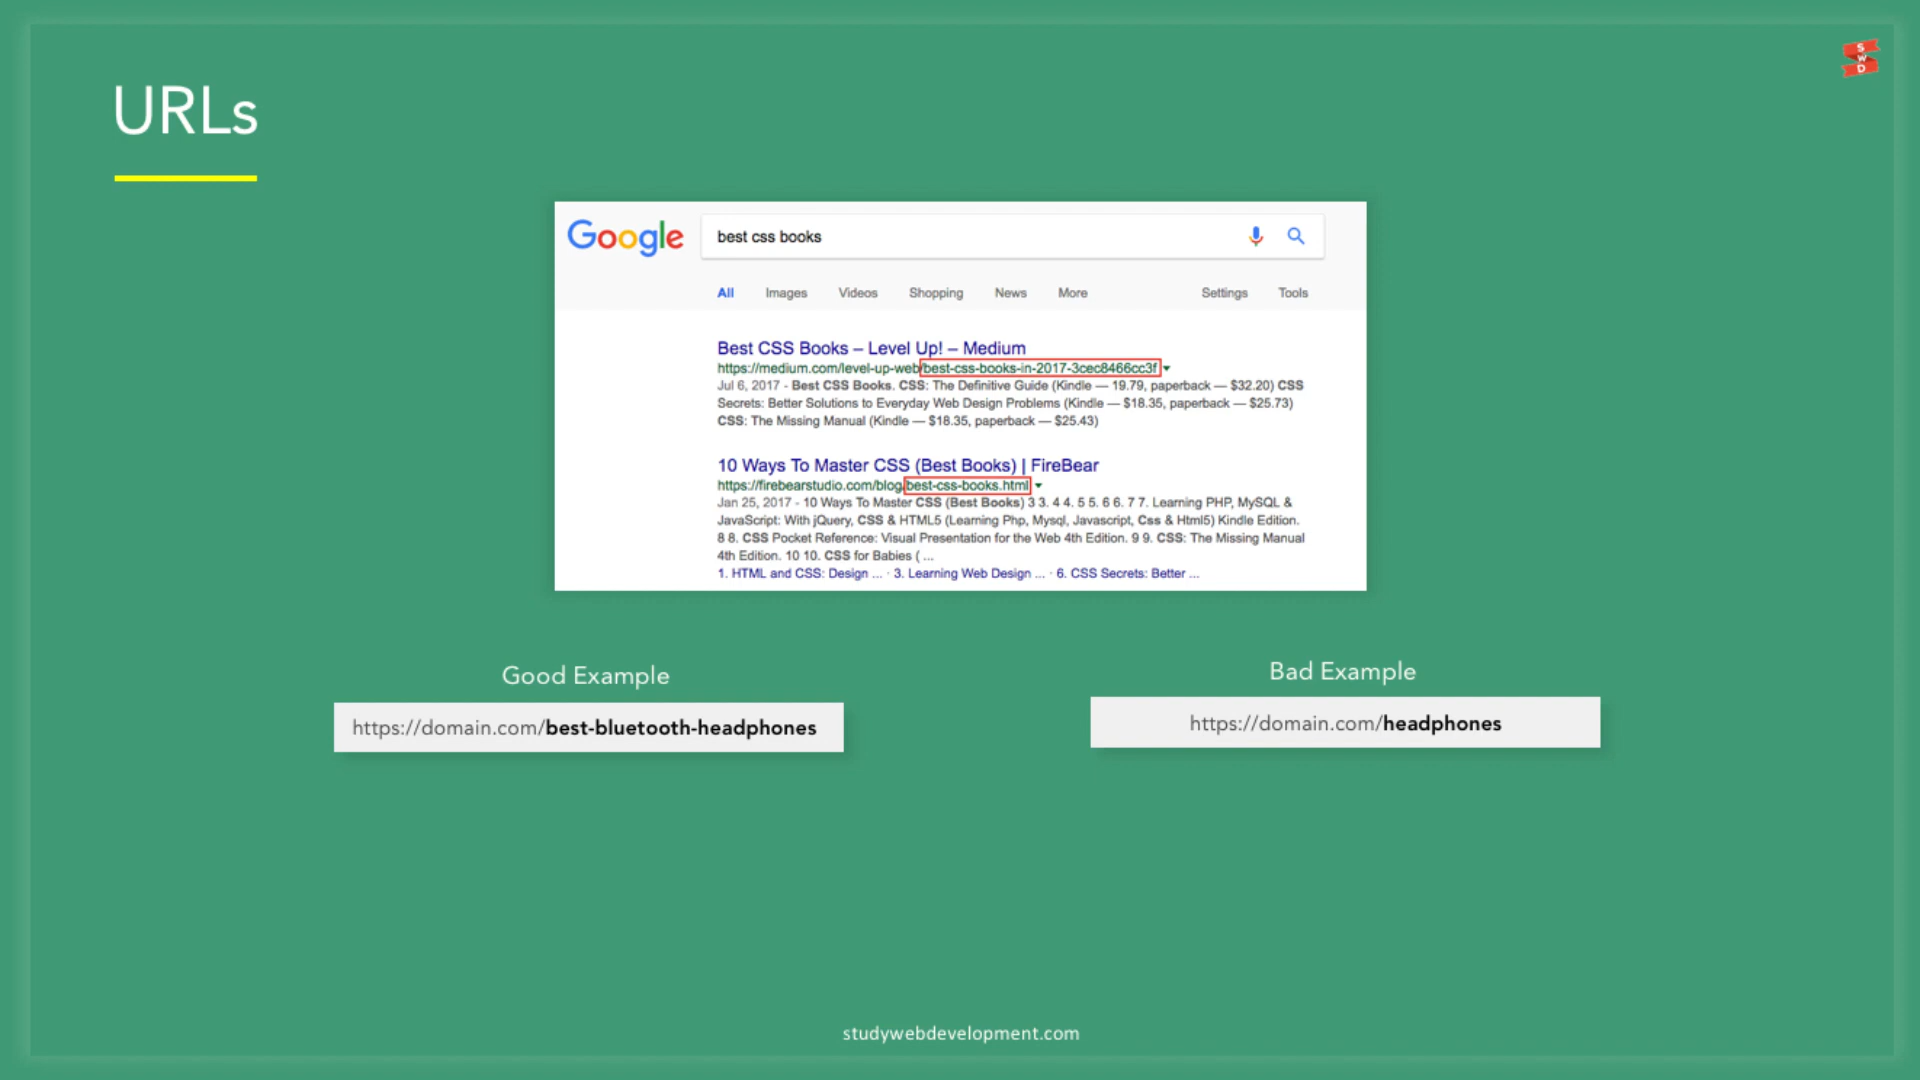 S
W
D
URLs
Google
best css books
All Images Videos Shopping News More Settings Tools
Best CSS Books – Level Up! – Medium
https://medium.com/level-up-web/best-css-books-in-2017-3cec8466cc3f
Jul 6, 2017 - Best CSS Books. CSS: The Definitive Guide (Kindle — 19.79, paperback — $32.20) CSS
Secrets: Better Solutions to Everyday Web Design Problems (Kindle — $18.35, paperback — $25.73)
CSS: The Missing Manual (Kindle — $18.35, paperback — $25.43)
10 Ways To Master CSS (Best Books) | FireBear
https://firebearstudio.com/blog/best-css-books.html
Jan 25, 2017 - 10 Ways To Master CSS (Best Books) 3 3. 4 4. 5 5. 6 6. 7 7. Learning PHP, MySQL &
JavaScript: With jQuery, CSS & HTML5 (Learning Php, Mysql, Javascript, Css & Html5) Kindle Edition.
8 8. CSS Pocket Reference: Visual Presentation for the Web 4th Edition. 9 9. CSS: The Missing Manual
4th Edition. 10 10. CSS for Babies ( ...
1. HTML and CSS: Design ... · 3. Learning Web Design ... · 6. CSS Secrets: Better ...
Good Example
https://domain.com/best-bluetooth-headphones
Bad Example
https://domain.com/headphones
studywebdevelopment.com